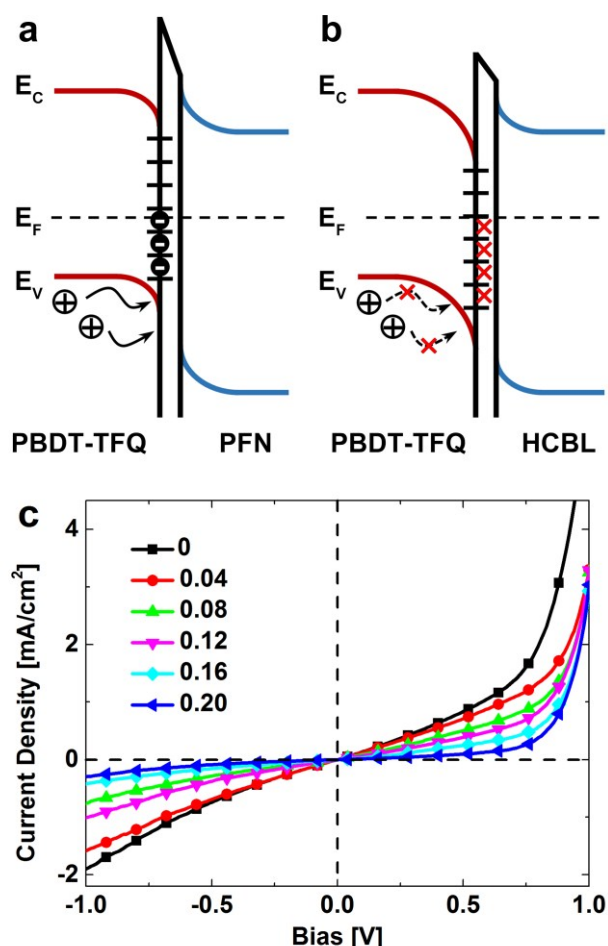 a
b
E_C
E_C
E_F
E_F
E_V
E_V
PBDT-TFQ PFN
PBDT-TFQ HCBL
c
4
2
0
-2
Current Density [mA/cm²]
0
0.04
0.08
0.12
0.16
0.20
-1.0 -0.5 0.0 0.5 1.0
Bias [V]